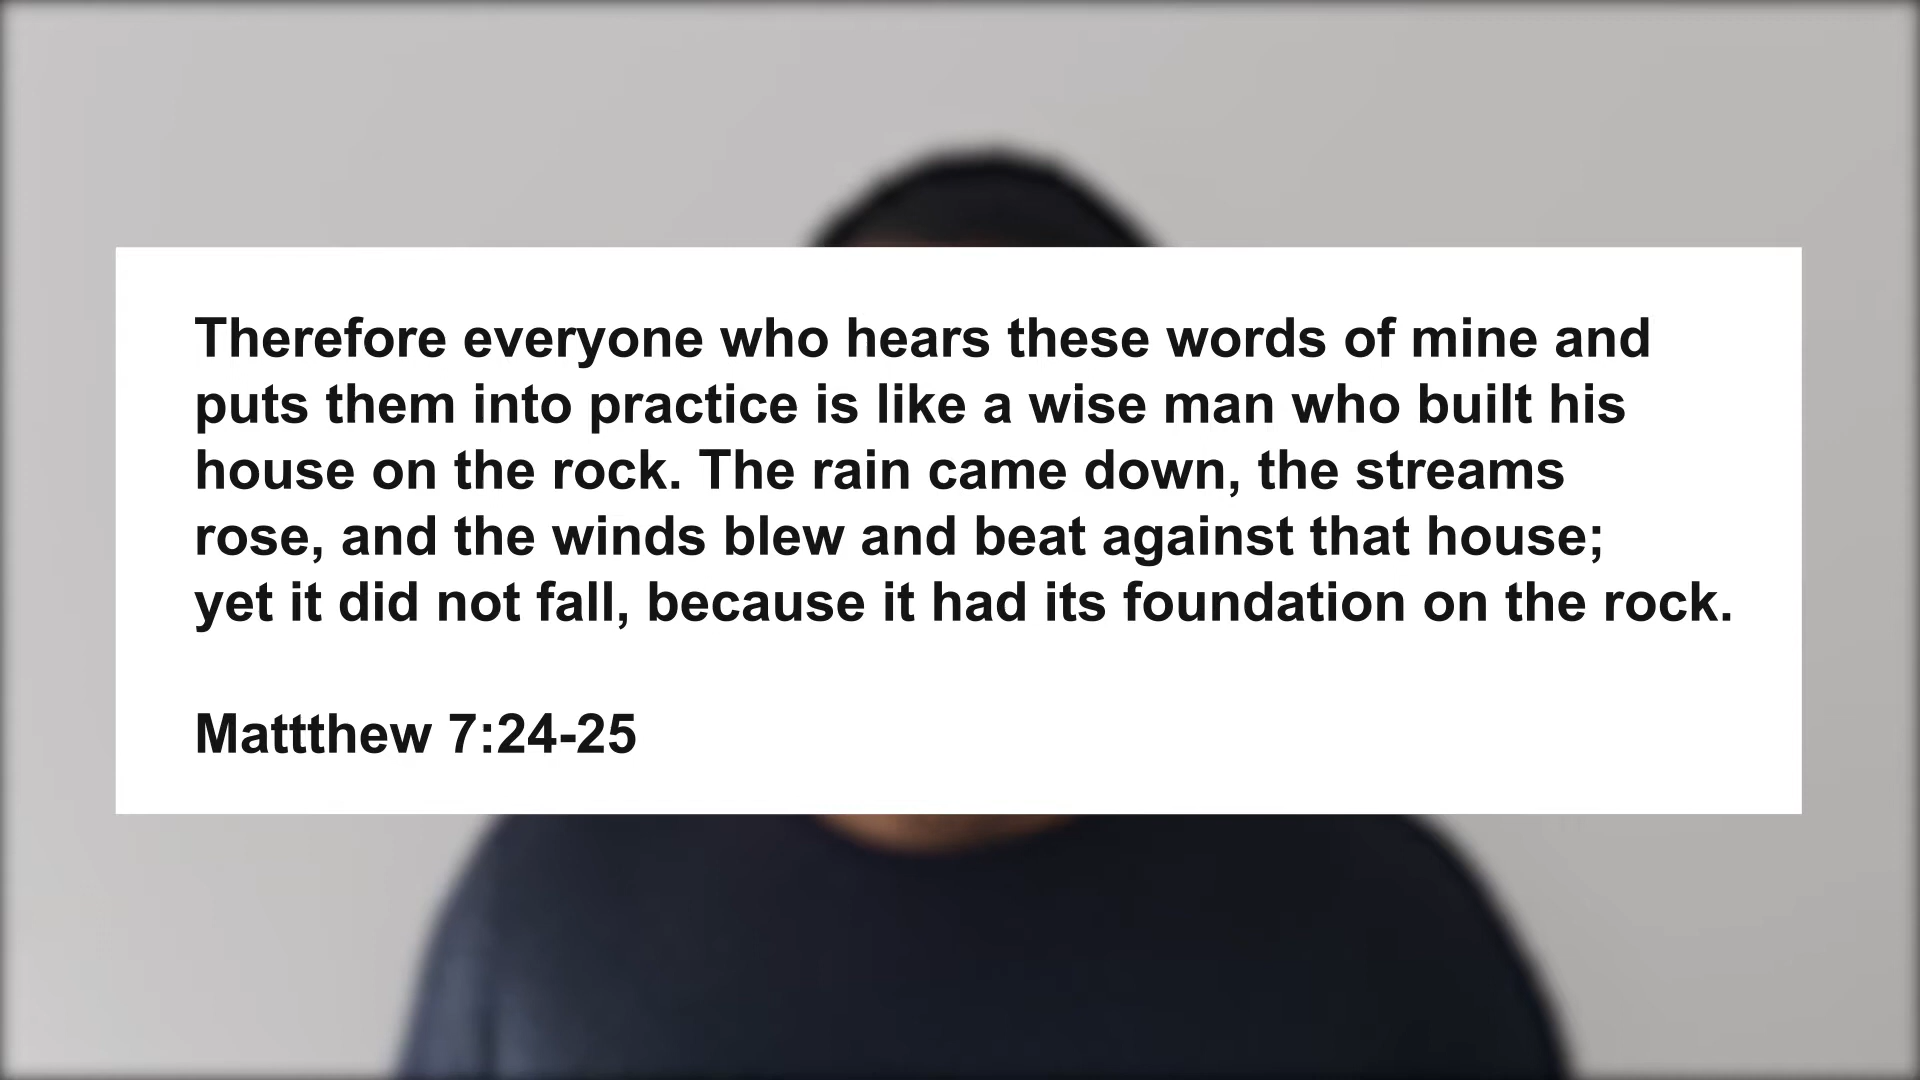 Therefore everyone who hears these words of mine and
puts them into practice is like a wise man who built his
house on the rock. The rain came down, the streams
rose, and the winds blew and beat against that house;
yet it did not fall, because it had its foundation on the rock.
Mattthew 7:24-25